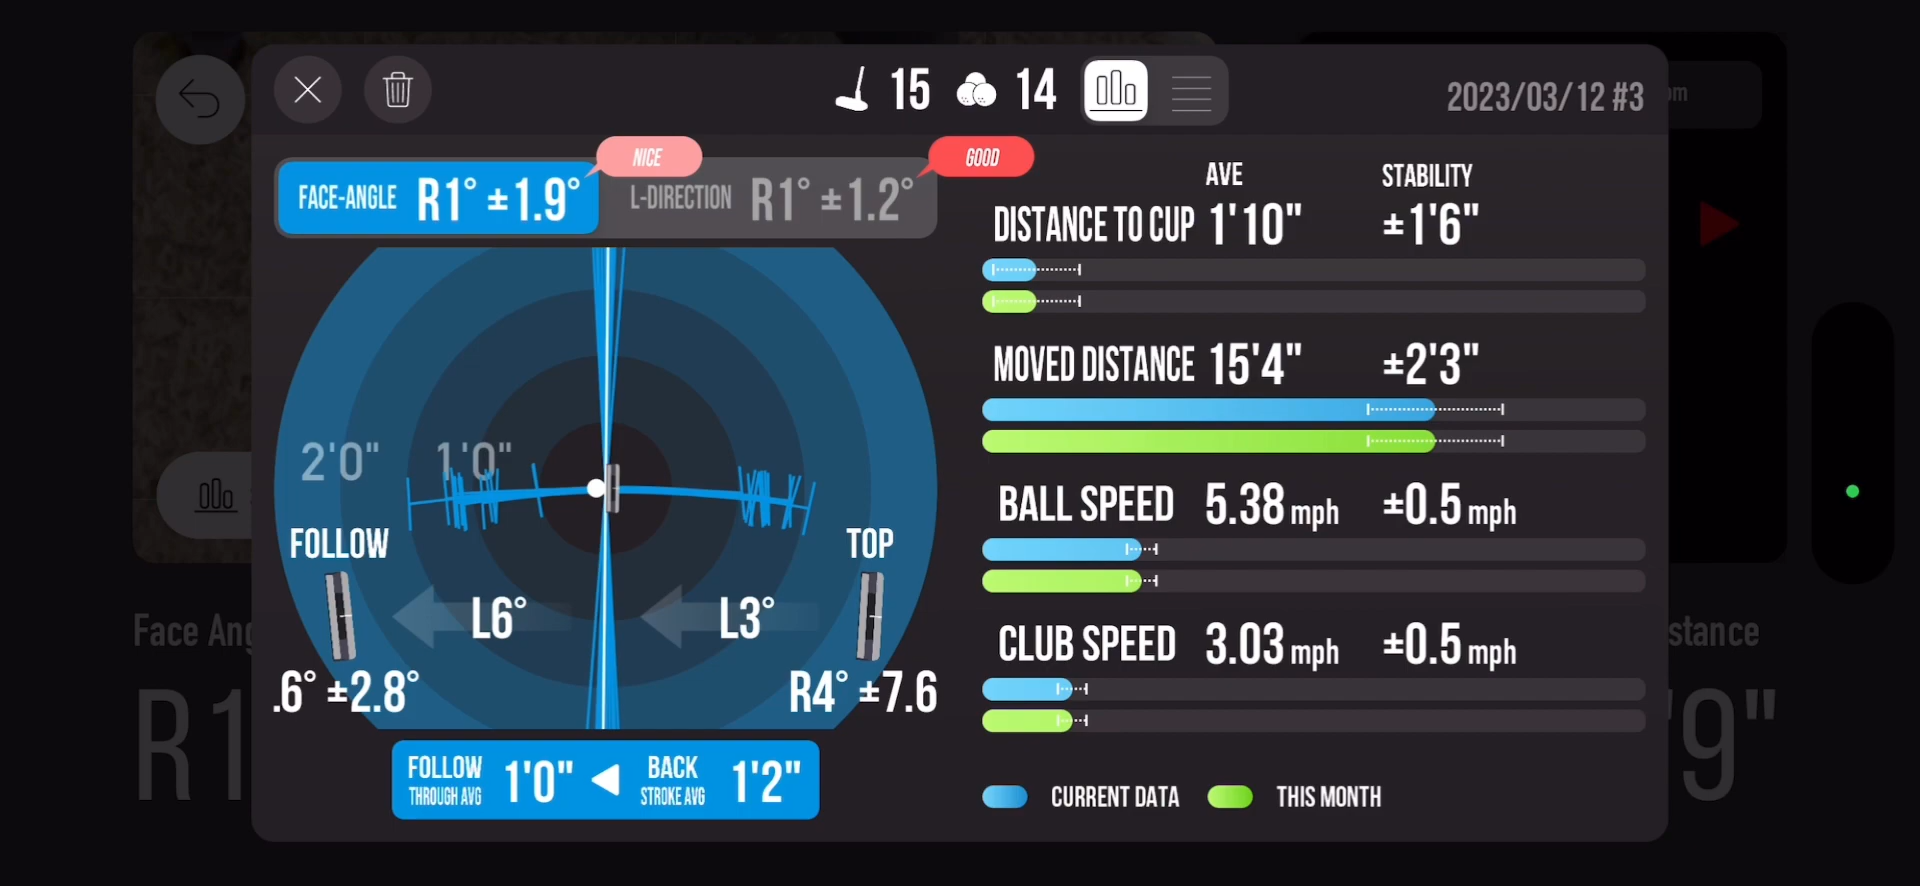 15 14
2023/03/12 #3
om
NICE
GOOD
FACE-ANGLE R1° ±1.9°
L-DIRECTION R1° ±1.2°
AVE STABILITY
DISTANCE TO CUP 1'10" ±1'6"
MOVED DISTANCE 15'4" ±2'3"
BALL SPEED 5.38 mph ±0.5 mph
CLUB SPEED 3.03 mph ±0.5 mph
CURRENT DATA THIS MONTH
2'0" 1'0"
FOLLOW TOP
L6° L3°
.6° ±2.8° R4° ±7.6
FOLLOW
THROUGH AVG
1'0"
BACK
STROKE AVG
1'2"
Face Ang
R1
stance
'9"